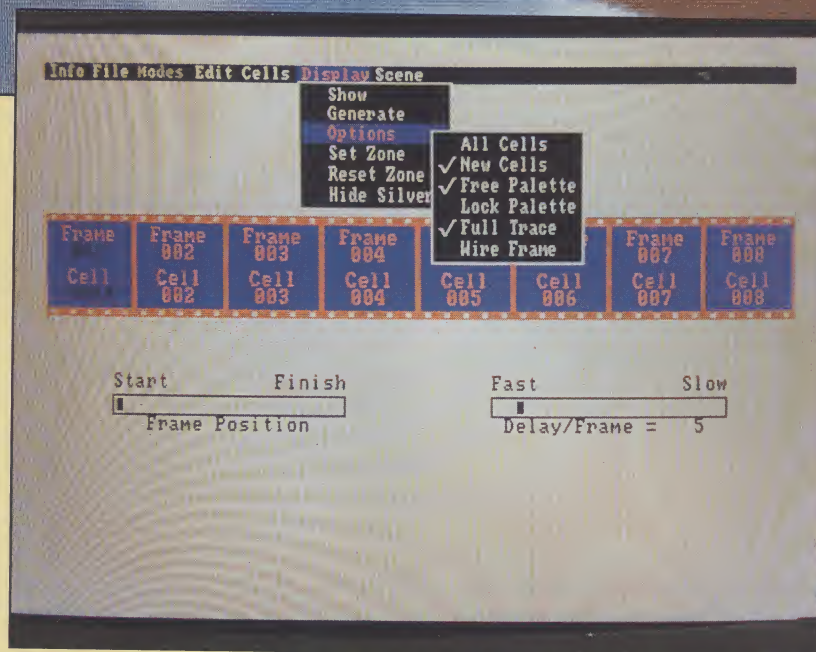 Info File Modes Edit Cells Display Scene
Show
Generate
Options
Set Zone
Reset Zone
Hide Silver
All Cells
✓ New Cells
✓ Free Palette
Lock Palette
✓ Full Trace
Wire Frame
Frame Frame Frame Frame Frame Frame
002 003 004 007 008
Cell Cell Cell Cell Cell Cell Cell Cell
002 003 004 005 006 007 008
Start Finish
Frame Position
Fast Slow
Delay/Frame = 5